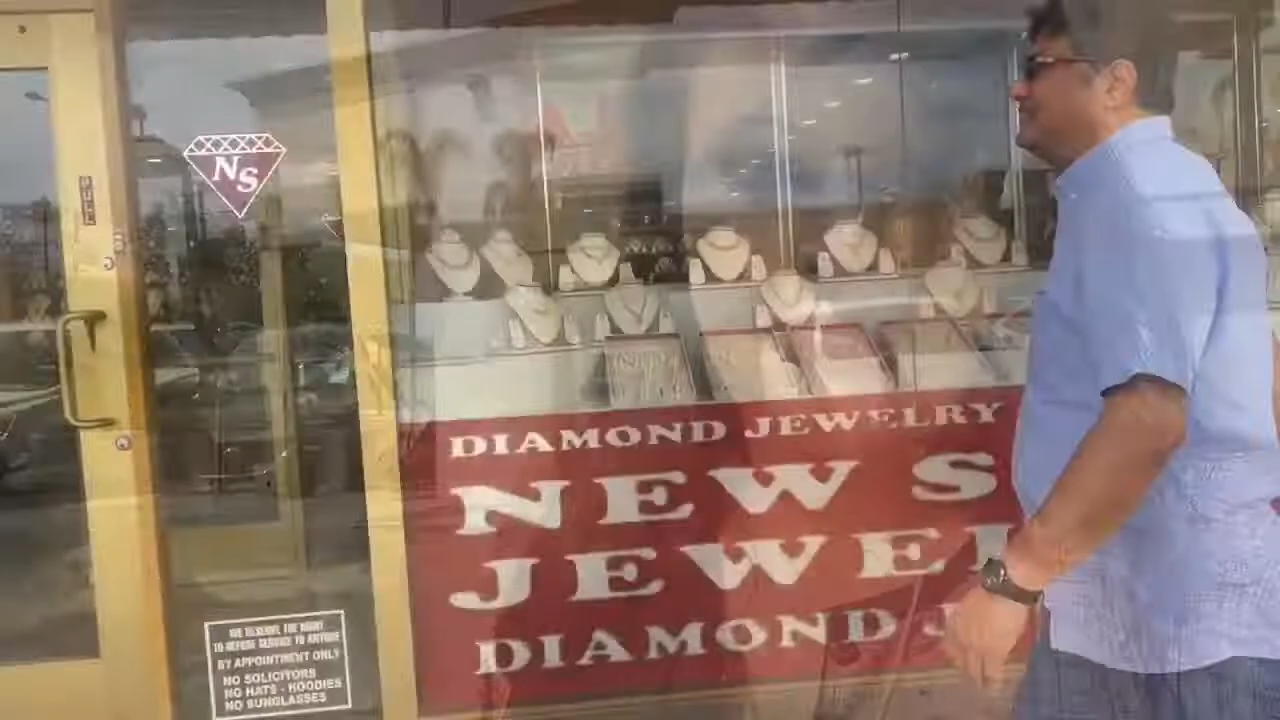 NS
DIAMOND JEWELRY
NEW S
JEWEL
DIAMOND J
WE RESERVE THE RIGHT
TO REFUSE SERVICE TO ANYONE
BY APPOINTMENT ONLY
NO SOLICITORS
NO HATS - HOODIES
NO SUNGLASSES